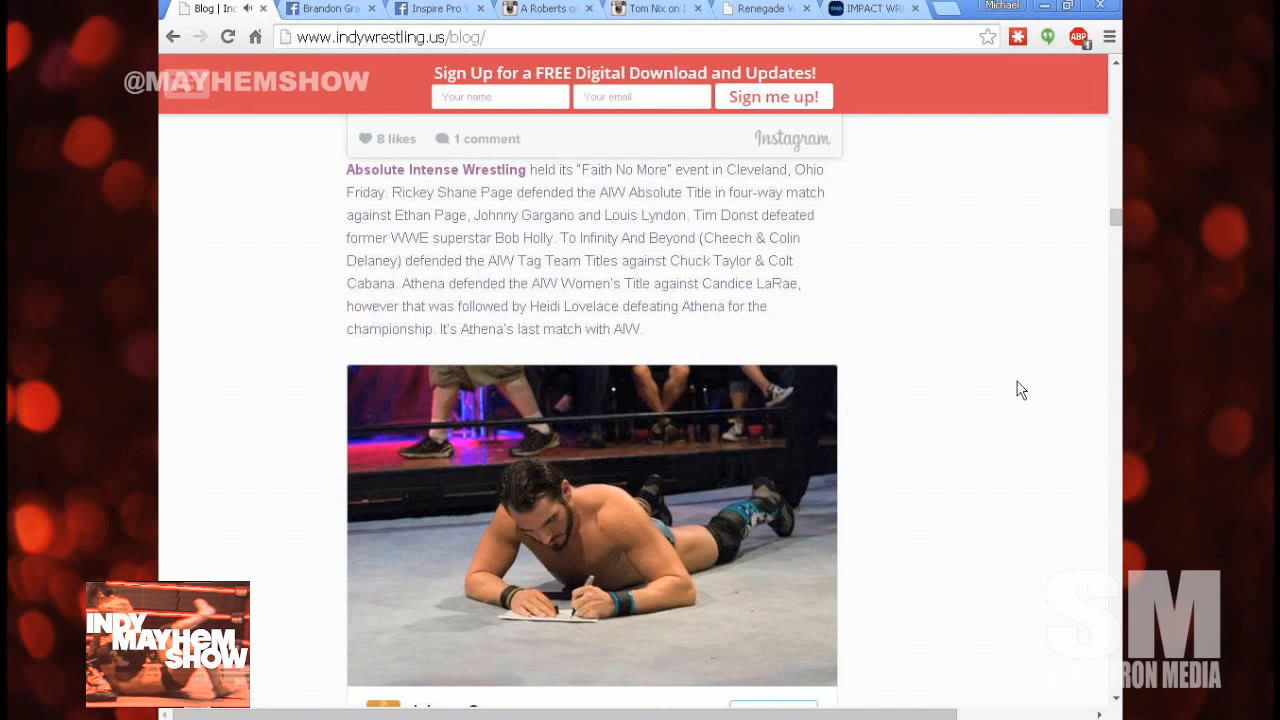 Blog | Inc
Brandon Gra
Inspire Pro V
A Roberts o
Tom Nix on I
Renegade W
IMPACT WRE
Michael
www.indywrestling.us/blog/
ABP
1
@MAYHEMSHOW
Sign Up for a FREE Digital Download and Updates!
Your name
Your email
Sign me up!
8 likes
1 comment
Instagram
Absolute Intense Wrestling held its "Faith No More" event in Cleveland, Ohio
Friday. Rickey Shane Page defended the AIW Absolute Title in four-way match
against Ethan Page, Johnny Gargano and Louis Lyndon. Tim Donst defeated
former WWE superstar Bob Holly. To Infinity And Beyond (Cheech & Colin
Delaney) defended the AIW Tag Team Titles against Chuck Taylor & Colt
Cabana. Athena defended the AIW Women's Title against Candice LaRae,
however that was followed by Heidi Lovelace defeating Athena for the
championship. It's Athena's last match with AIW.
INDY
MAYHEM
SHOW
SM
TRON MEDIA